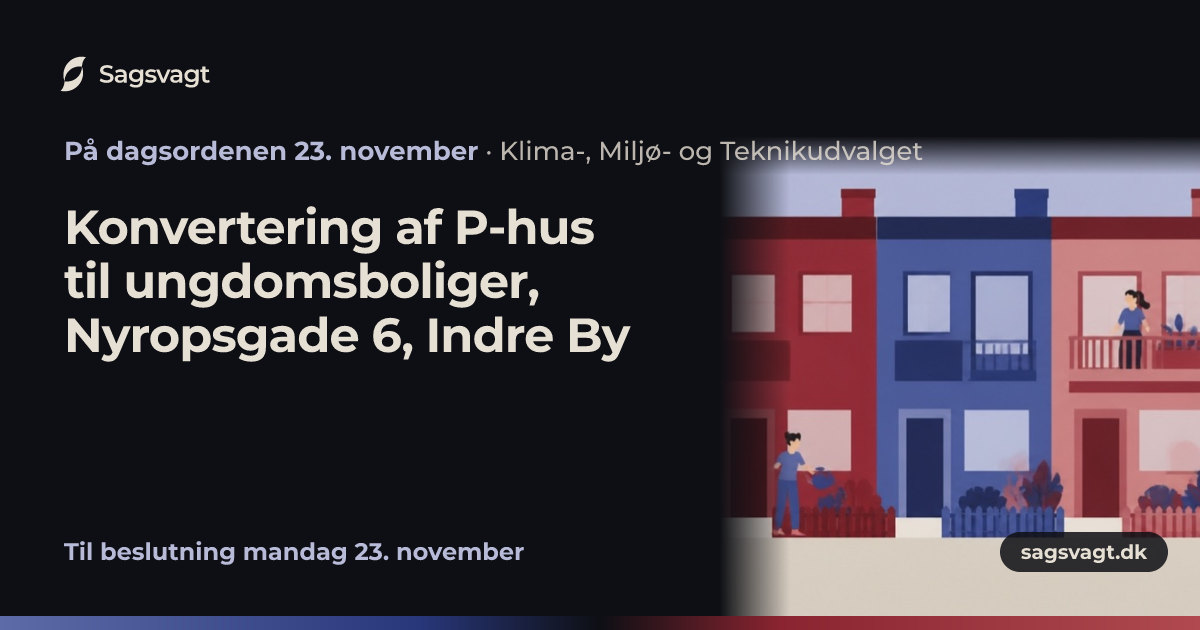 Sagsvagt
På dagsordenen 23. november · Klima-, Miljø- og Teknikudvalget
Konvertering af P-hus
til ungdomsboliger,
Nyropsgade 6, Indre By
Til beslutning mandag 23. november
sagsvagt.dk